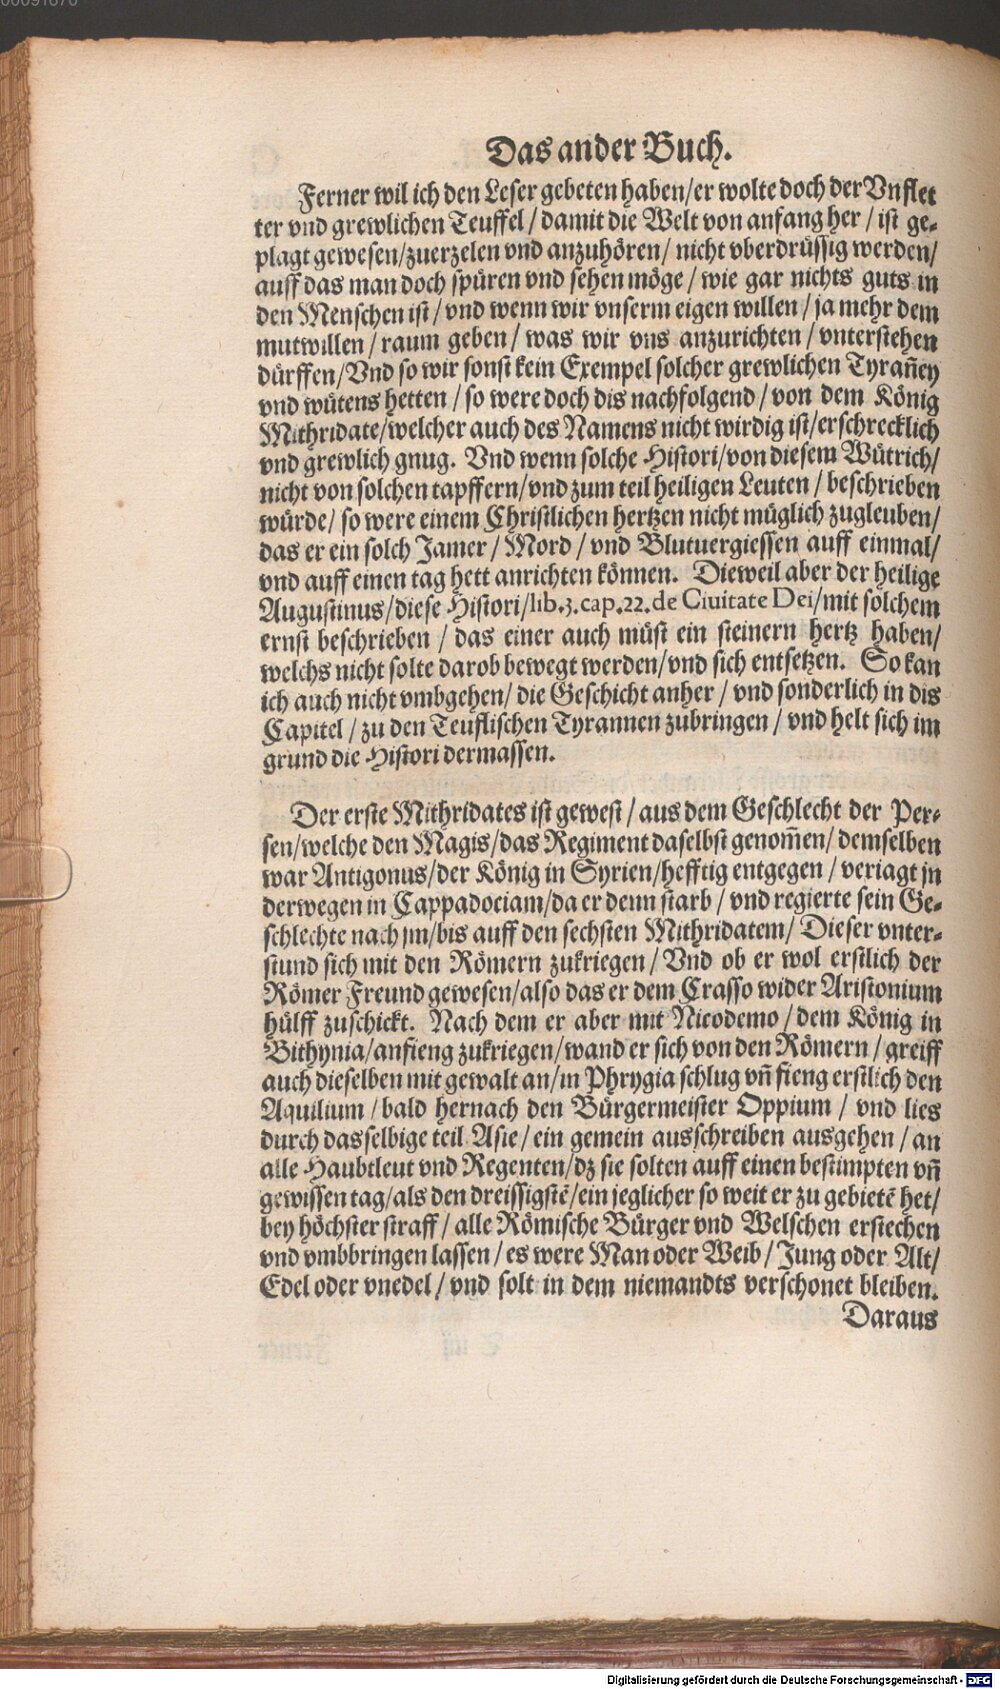 Das ander Buch.
Ferner wil ich den Leser gebeten haben/er wolte doch der Vnflet
ter vnd grewlichen Teuffel / damit die Welt von anfang her / ist ge-
plagt gewesen/zuerzelen vnd anzuhören / nicht vberdrüssig werden/
auff das man doch spüren vnd sehen möge / wie gar nichts guts in
den Menschen ist / vnd wenn wir vnserm eigen willen / ja mehr dem
mutwillen / raum geben / was wir vns anzurichten / vnterstehen
dürffen/Vnd so wir sonst kein Exempel solcher grewlichen Tyrañey
vnd wütens hetten / so were doch dis nachfolgend / von dem König
Mithridate/welcher auch des Namens nicht wirdig ist/erschrecklich
vnd grewlich gnug. Vnd wenn solche Histori/von diesem Wütrich/
nicht von solchen tapffern/vnd zum teil heiligen Leuten / beschrieben
würde/ so were einem Christlichen hertzen nicht müglich zugleuben/
das er ein solch Jamer / Mord / vnd Blutuergiessen auff einmal/
vnd auff einen tag hett anrichten können. Dieweil aber der heilige
Augustinus/diese Histori/lib.3.cap.22.de Ciuitate Dei/mit solchem
ernst beschrieben / das einer auch müst ein steinern hertz haben/
welchs nicht solte darob bewegt werden/vnd sich entsetzen. So kan
ich auch nicht vmbgehen/ die Geschicht anher / vnd sonderlich in dis
Capitel / zu den Teuflischen Tyrannen zubringen / vnd helt sich im
grund die Histori dermassen.
Der erste Mithridates ist gewest / aus dem Geschlecht der Per-
sen/welche den Magis/das Regiment daselbst genom̃en/ demselben
war Antigonus/der König in Syrien/hefftig entgegen / veriagt jn
derwegen in Cappadociam/da er denn starb / vnd regierte sein Ge-
schlechte nach jm/bis auff den sechsten Mithridatem/ Dieser vnter-
stund sich mit den Römern zukriegen/ Vnd ob er wol erstlich der
Römer Freund gewesen/also das er dem Crasso wider Aristonium
hülff zuschickt. Nach dem er aber mit Nicodemo / dem König in
Bithynia/anfieng zukriegen/wand er sich von den Römern / greiff
auch dieselben mit gewalt an/in Phrygia schlug vñ fieng erstlich den
Aquilium / bald hernach den Bürgermeister Oppium / vnd lies
durch dasselbige teil Asie/ ein gemein ausschreiben ausgehen / an
alle Haubtleut vnd Regenten/dz sie solten auff einen bestimpten vñ
gewissen tag/als den dreissigstẽ/ein jeglicher so weit er zu gebietẽ het/
bey höchster straff / alle Römische Bürger vnd Welschen erstechen
vnd vmbbringen lassen / es were Man oder Weib / Jung oder Alt/
Edel oder vnedel / vnd solt in dem niemandts verschonet bleiben.
Daraus
Digitalisierung gefördert durch die Deutsche Forschungsgemeinschaft - DFG